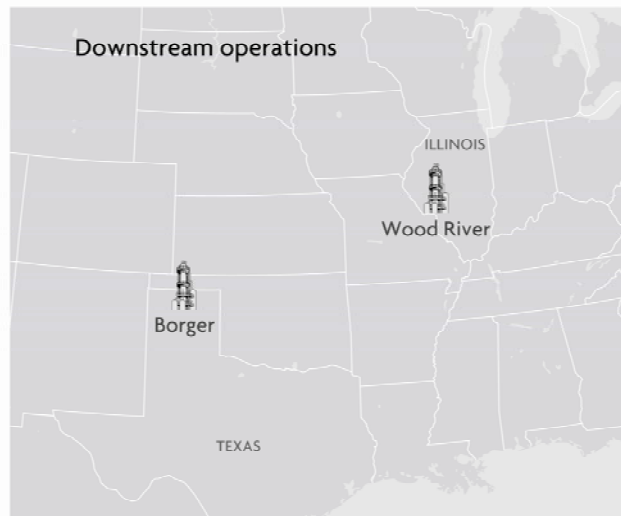 Downstream operations
ILLINOIS
Wood River
Borger
TEXAS